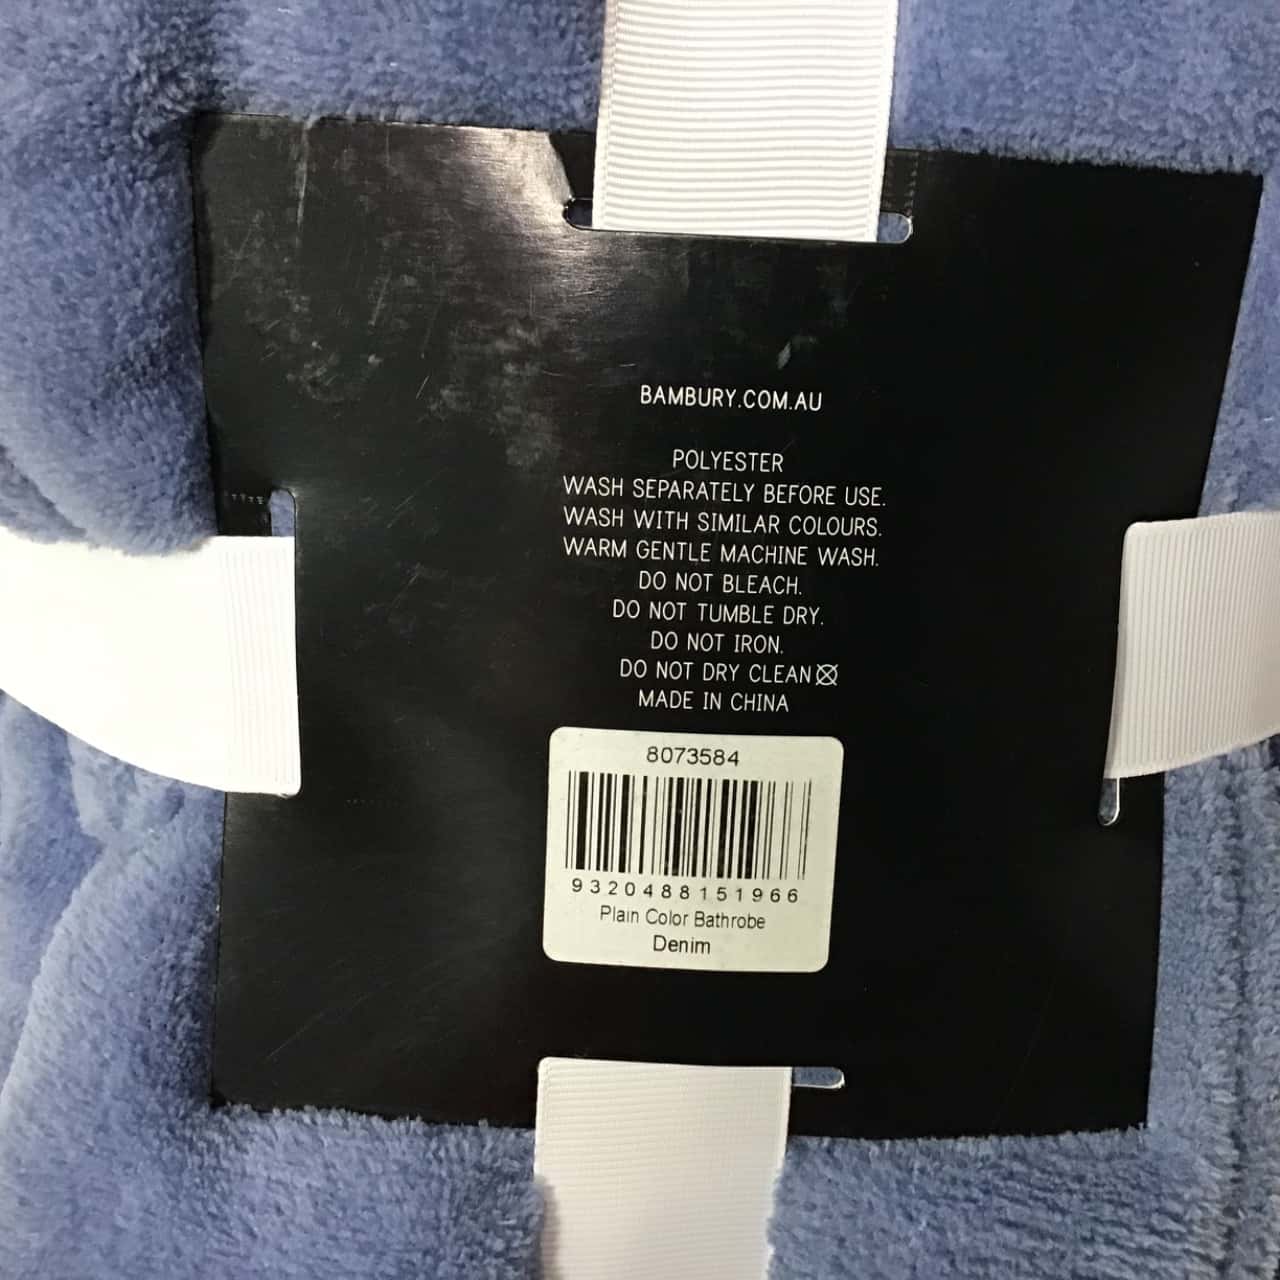 BAMBURY.COM.AU
POLYESTER
WASH SEPARATELY BEFORE USE.
WASH WITH SIMILAR COLOURS.
WARM GENTLE MACHINE WASH.
DO NOT BLEACH.
DO NOT TUMBLE DRY.
DO NOT IRON.
DO NOT DRY CLEAN
MADE IN CHINA
8073584
9320488151966
Plain Color Bathrobe
Denim